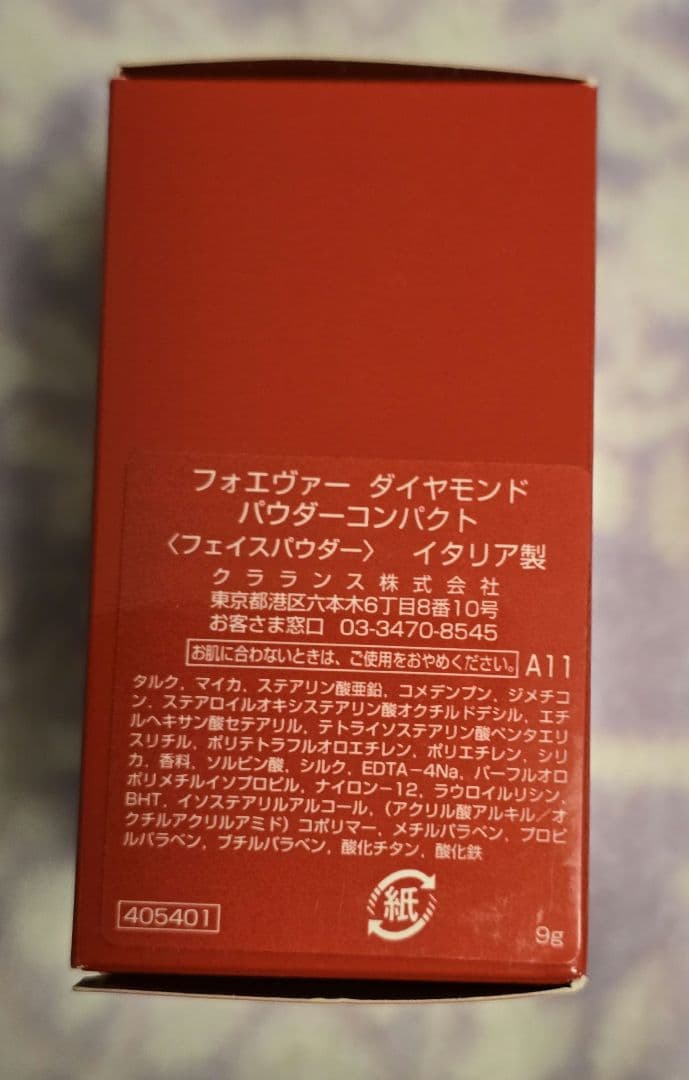 フォエヴァー ダイヤモンド
パウダーコンパクト
〈フェイスパウダー〉 イタリア製
クラランス株式会社
東京都港区六本木6丁目8番10号
お客さま窓口 03-3470-8545
お肌に合わないときは、ご使用をおやめください。 A11
タルク、マイカ、ステアリン酸亜鉛、コメデンプン、ジメチコ
ン、ステアロイルオキシステアリン酸オクチルドデシル、エチ
ルヘキサン酸セテアリル、テトライソステアリン酸ペンタエリ
スリチル、ポリテトラフルオロエチレン、ポリエチレン、シリ
カ、香料、ソルビン酸、シルク、EDTA-4Na、パーフルオロ
ポリメチルイソプロピル、ナイロン-12、ラウロイルリシン、
BHT、イソステアリルアルコール、(アクリル酸アルキル/オ
クチルアクリルアミド)コポリマー、メチルパラベン、プロピ
ルパラベン、ブチルパラベン、酸化チタン、酸化鉄
紙
405401
9g